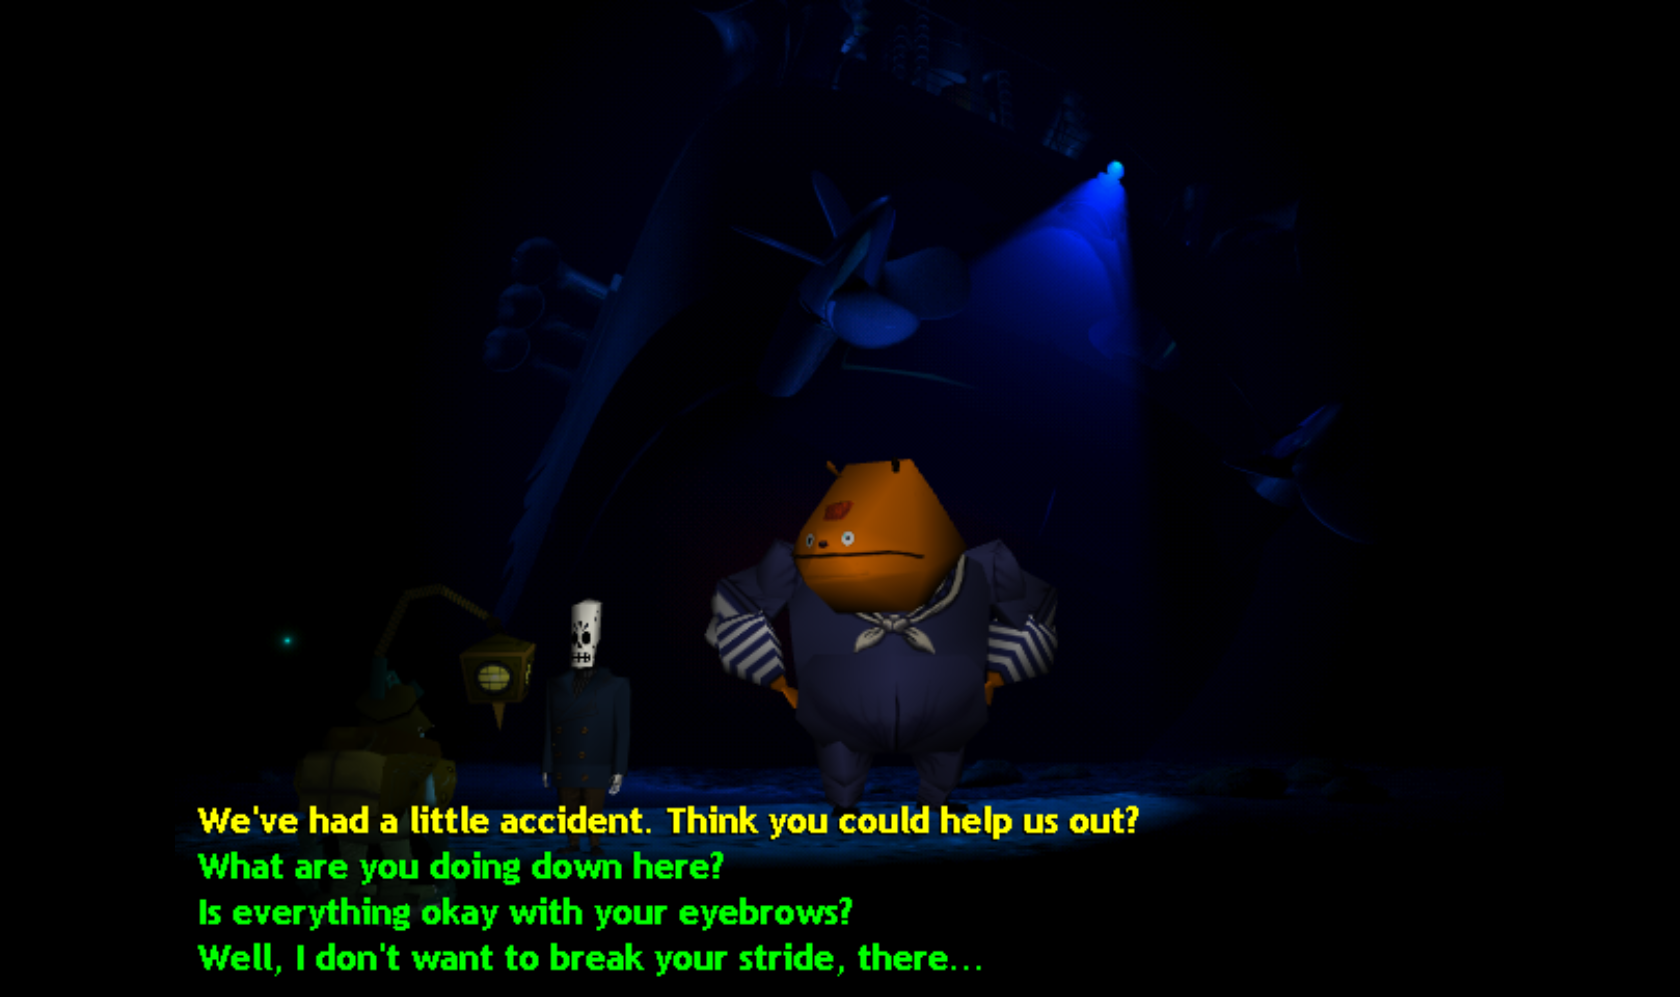 We've had a little accident. Think you could help us out?
What are you doing down here?
Is everything okay with your eyebrows?
Well, I don't want to break your stride, there...